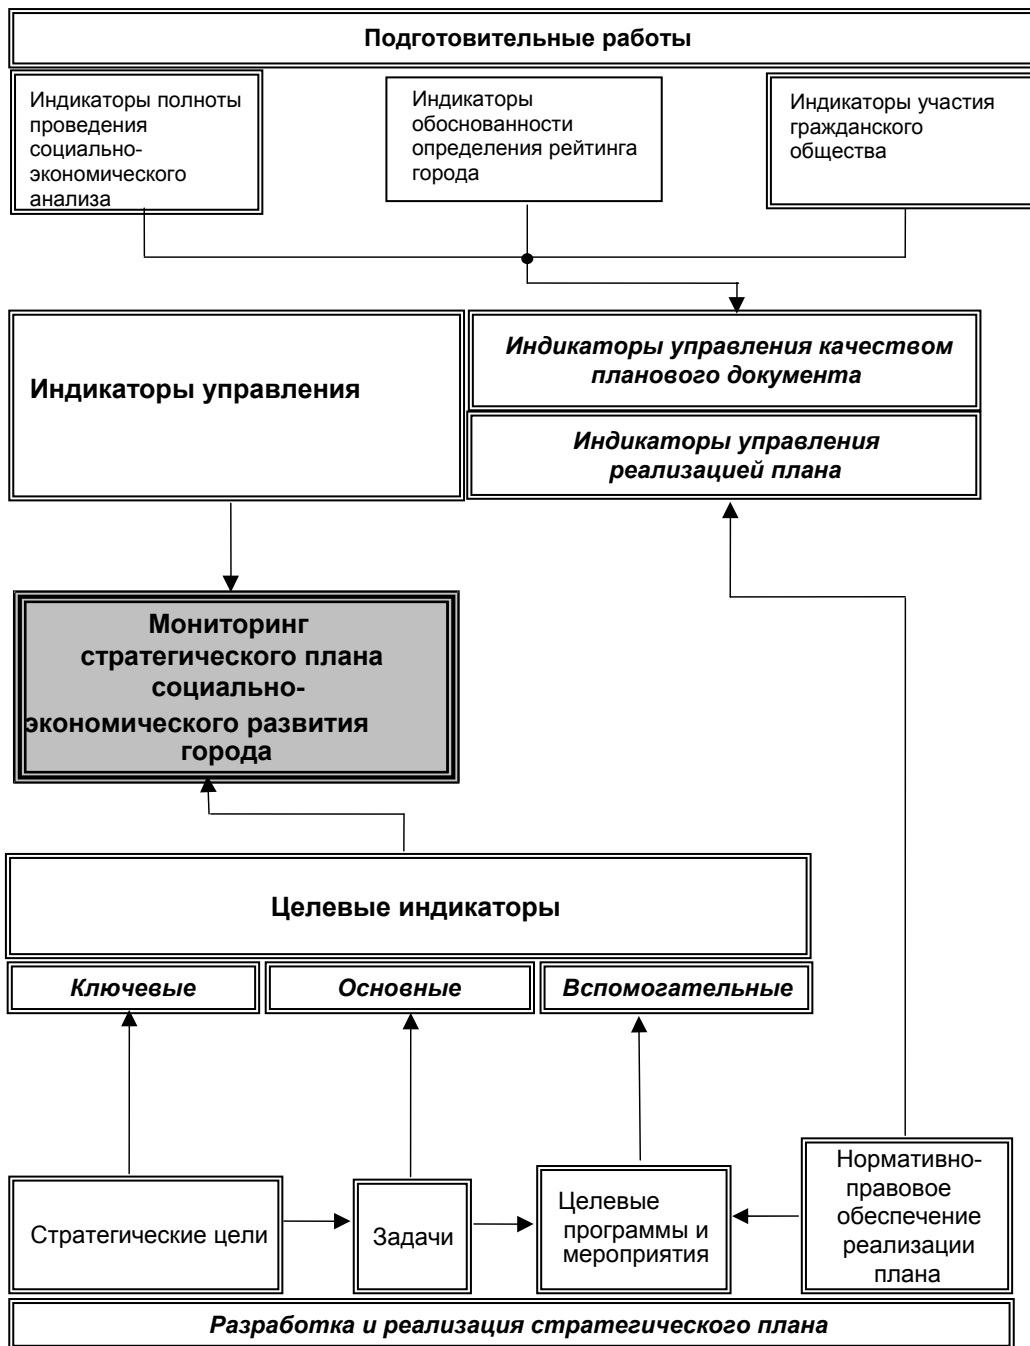 Подготовительные работы
Индикаторы полноты
проведения
социально-
экономического
анализа
Индикаторы
обоснованности
определения рейтинга
города
Индикаторы участия
гражданского
общества
Индикаторы управления
Индикаторы управления качеством
планового документа
Индикаторы управления
реализацией плана
Мониторинг
стратегического плана
социально-
экономического развития
города
Целевые индикаторы
Ключевые
Основные
Вспомогательные
Стратегические цели
Задачи
Целевые
программы и
мероприятия
Нормативно-
правовое
обеспечение
реализации
плана
Разработка и реализация стратегического плана